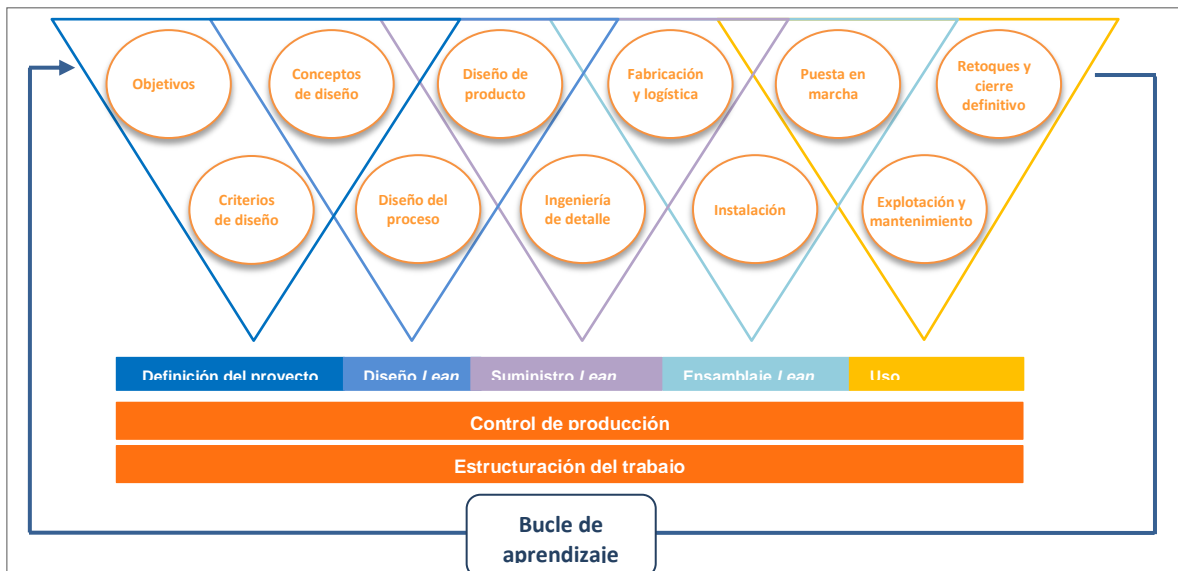 Objetivos
Conceptos
de diseño
Diseño de
producto
Fabricación
y logística
Puesta en
marcha
Retoques y
cierre
definitivo
Criterios
de diseño
Diseño del
proceso
Ingeniería
de detalle
Instalación
Explotación y
mantenimiento
Definición del proyecto
Diseño Lean
Suministro Lean
Ensamblaje Lean
Uso
Control de producción
Estructuración del trabajo
Bucle de
aprendizaje